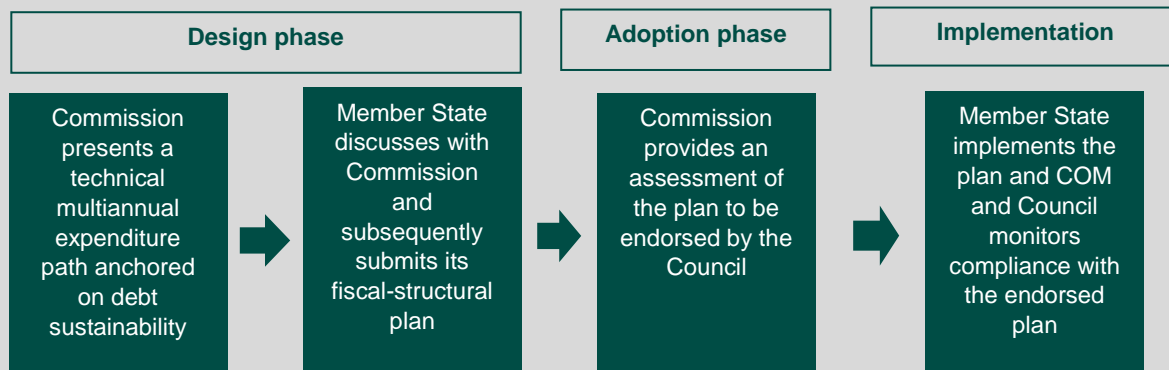 Design phase
Adoption phase
Implementation
Commission
presents a
technical
multiannual
expenditure
path anchored
on debt
sustainability
Member State
discusses with
Commission
and
subsequently
submits its
fiscal-structural
plan
Commission
provides an
assessment of
the plan to be
endorsed by the
Council
Member State
implements the
plan and COM
and Council
monitors
compliance with
the endorsed
plan